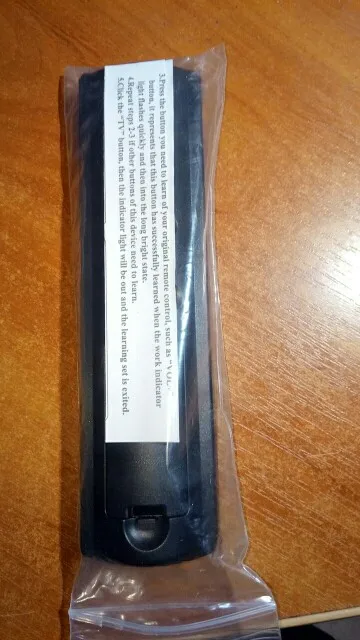 3.Press the button you need to learn of your original remote control, such as "VOL-"
button, it represents that this button has successfully learned when the work indicator
light flashes quickly and then into the long bright state.
4.Repeat steps 2-3 if other buttons of this device need to learn.
5.Click the "TV" button, then the indicator light will be out and the learning set is exited.